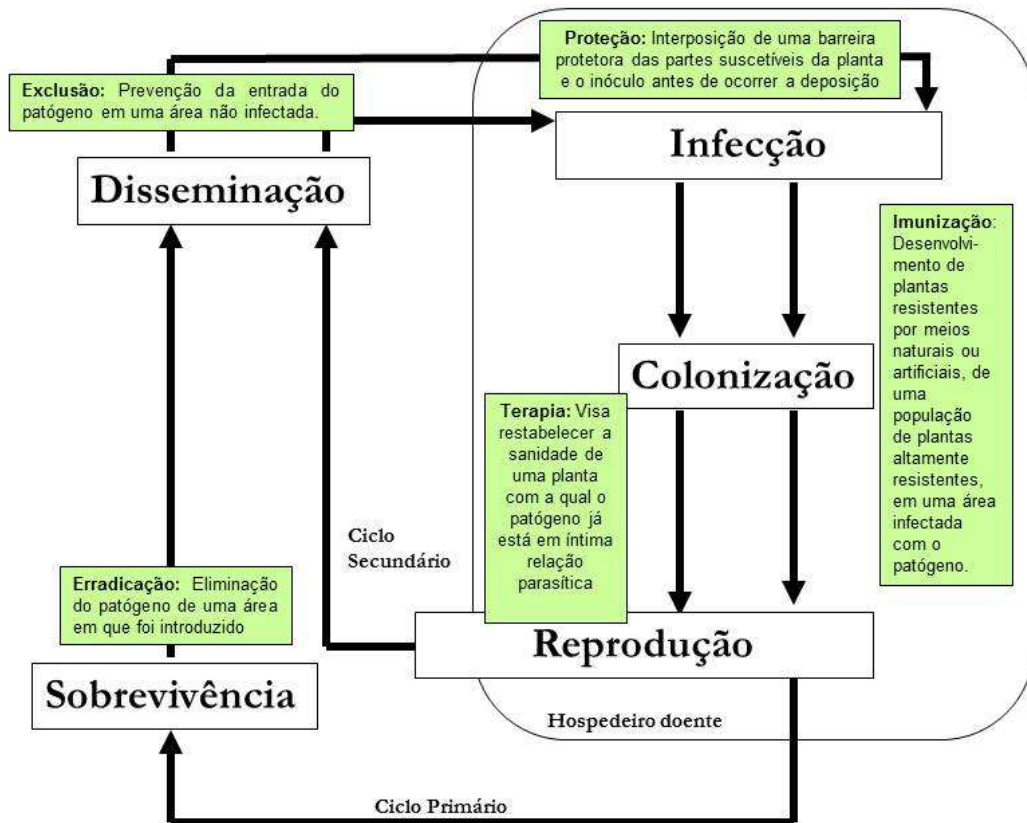 Proteção: Interposição de uma barreira
protetora das partes suscetíveis da planta
e o inóculo antes de ocorrer a deposição
Exclusão: Prevenção da entrada do
patógeno em uma área não infectada.
Infecção
Disseminação
Imunização:
Desenvolvi-
mento de
plantas
resistentes
por meios
naturais ou
artificiais, de
uma
população
de plantas
altamente
resistentes,
em uma área
infectada
com o
patógeno.
Colonização
Terapia: Visa
restabelecer a
sanidade de
uma planta
com a qual o
patógeno já
está em íntima
relação
parasítica
Ciclo
Secundário
Erradicação: Eliminação
do patógeno de uma área
em que foi introduzido
Reprodução
Sobrevivência
Hospedeiro doente
Ciclo Primário